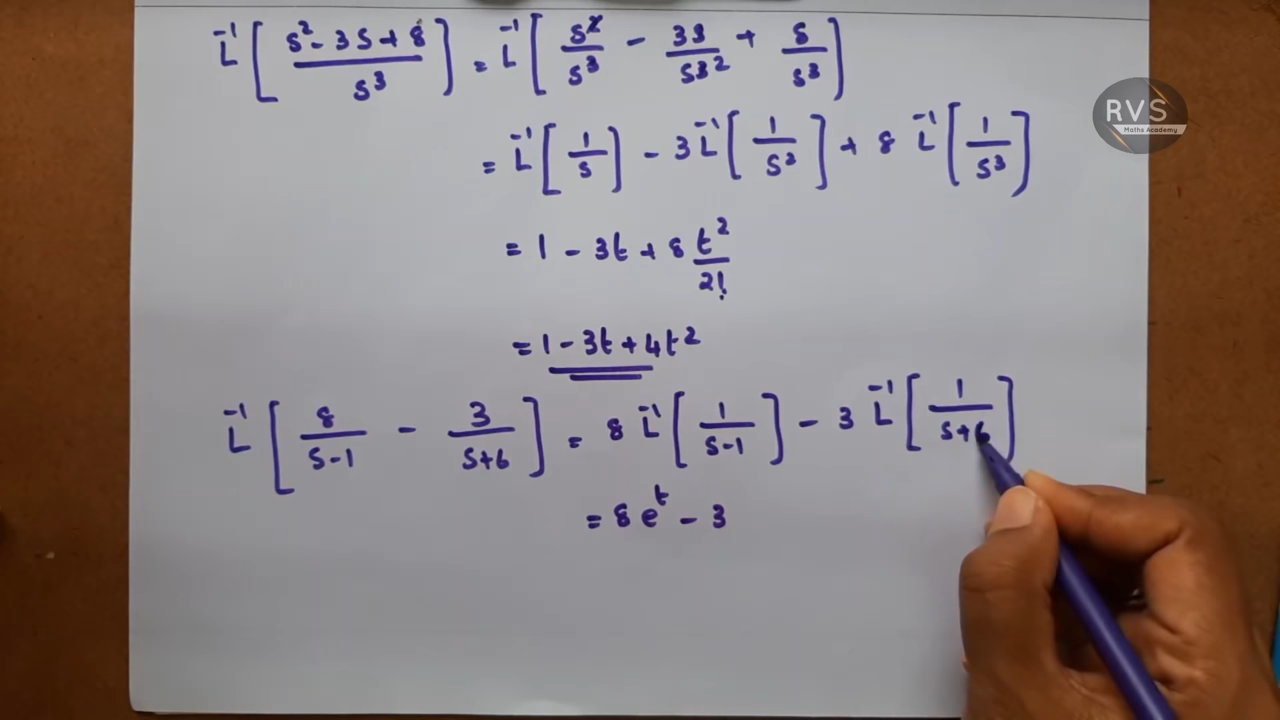 L⁻¹[(s² - 3s + 8)/s³] = L⁻¹[s²/s³ - 3s/s³² + 8/s³]
RVS
Maths Academy
= L⁻¹[1/s] - 3L⁻¹[1/s²] + 8 L⁻¹[1/s³]
= 1 - 3t + 8 t²/2!
= 1 - 3t + 4t²
L⁻¹[8/(s-1) - 3/(s+6)] = 8 L⁻¹[1/(s-1)] - 3 L⁻¹[1/(s+6)]
= 8e^t - 3